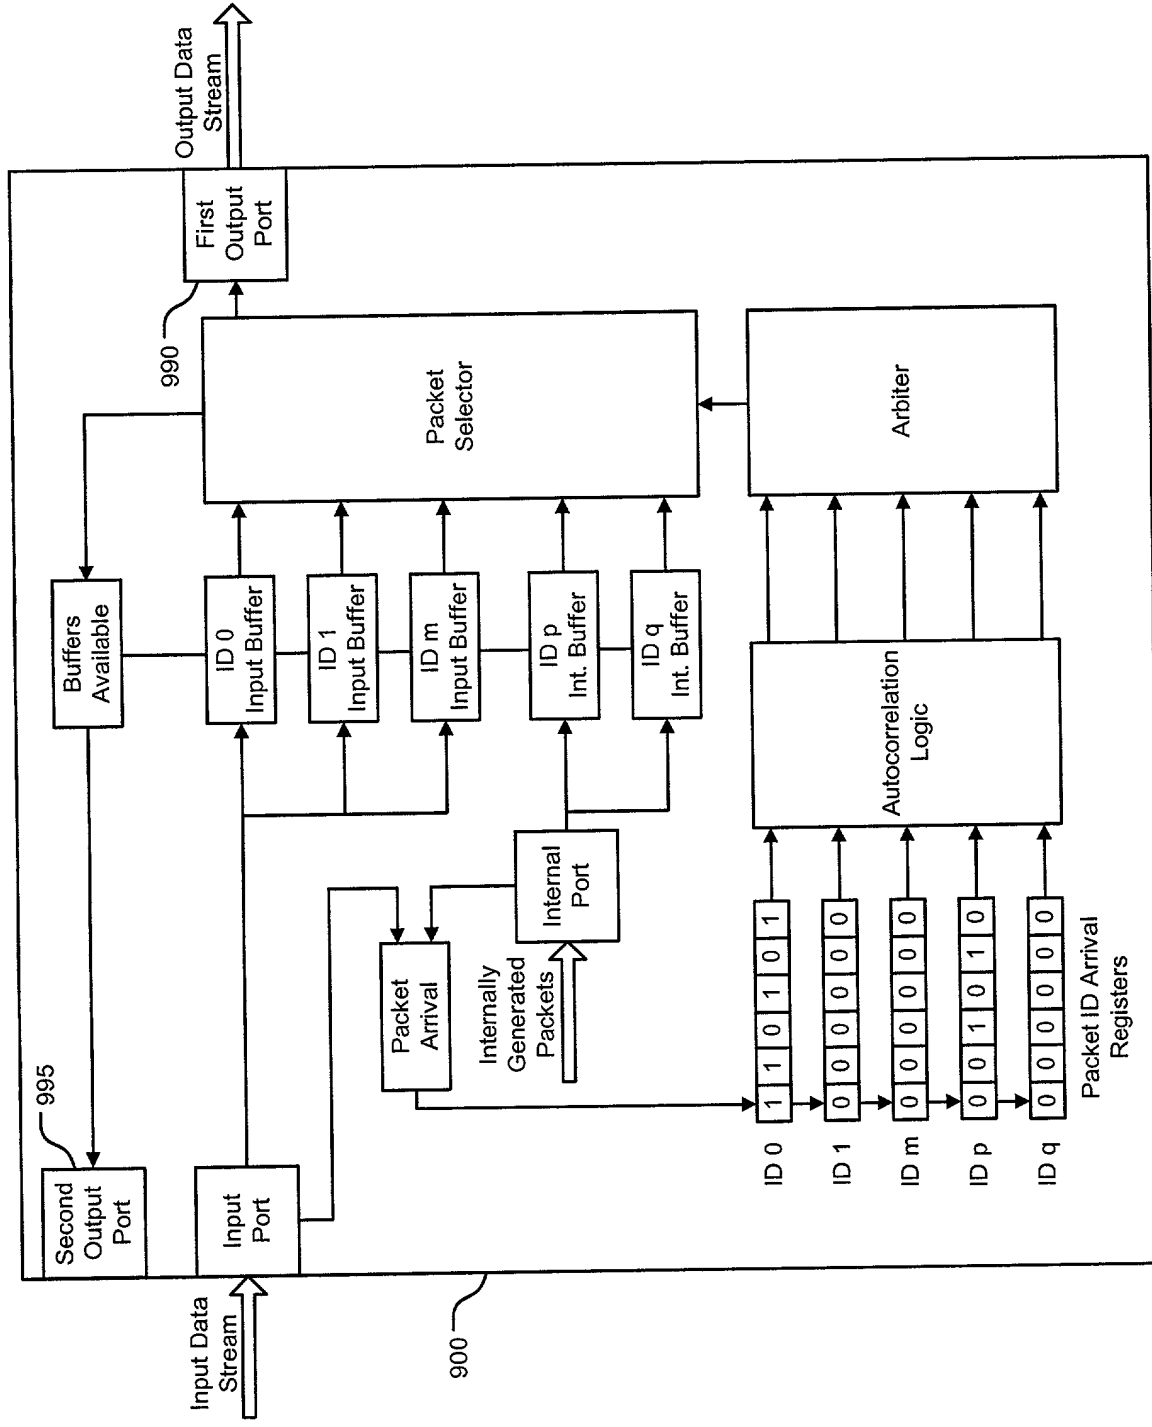 Input Data
Stream
900
Second
Output
Port
995
Input
Port
Buffers
Available
ID 0
Input Buffer
ID 1
Input Buffer
ID m
Input Buffer
ID p
Int. Buffer
ID q
Int. Buffer
Packet
Selector
990
First
Output
Port
Output Data
Stream
Packet
Arrival
Internally
Generated
Packets
Internal
Port
ID 0 1 1 0 1 0 1
ID 1 0 0 0 0 0 0
ID m 0 0 0 0 0 0
ID p 0 0 1 0 1 0
ID q 0 0 0 0 0 0
Packet ID Arrival
Registers
Autocorrelation
Logic
Arbiter